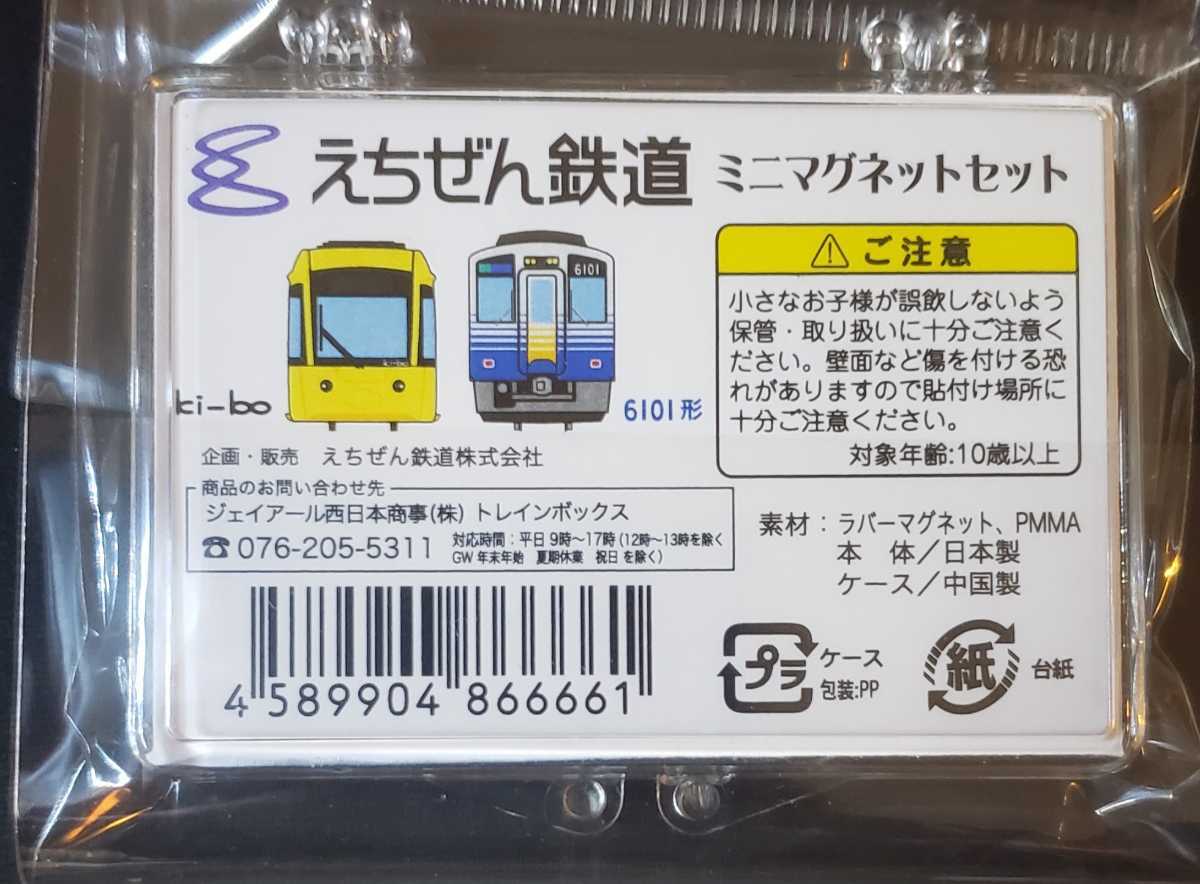 えちぜん鉄道 ミニマグネットセット
6101
ki-bo
ki-bo
6101形
⚠ご注意
小さなお子様が誤飲しないよう
保管・取り扱いに十分ご注意く
ださい。壁面など傷を付ける恐
れがありますので貼付け場所に
十分ご注意ください。
対象年齢:10歳以上
企画・販売 えちぜん鉄道株式会社
商品のお問い合わせ先
ジェイアール西日本商事(株) トレインボックス
☎076-205-5311
対応時間：平日 9時～17時 (12時～13時を除く
GW 年末年始 夏期休業 祝日 を除く)
素材：ラバーマグネット、PMMA
本 体／日本製
ケース／中国製
4 589904 866661
プラ
ケース
包装:PP
紙
台紙